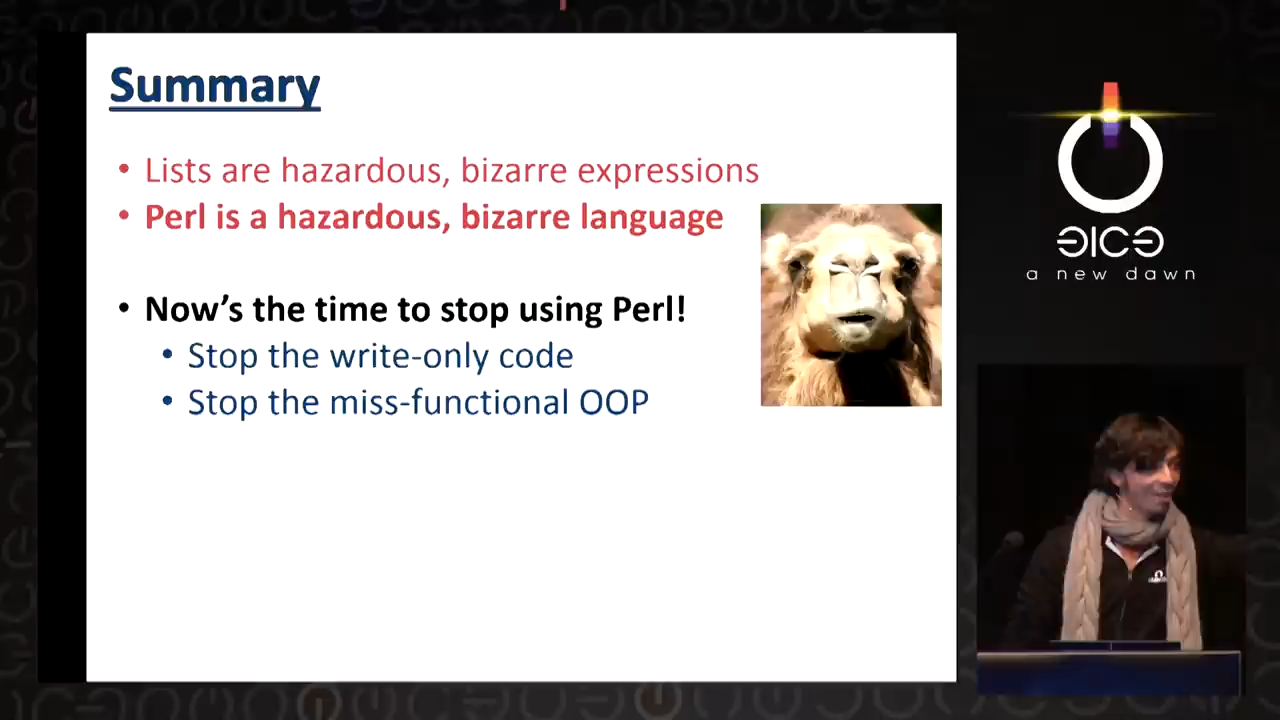 Summary
• Lists are hazardous, bizarre expressions
• Perl is a hazardous, bizarre language
• Now's the time to stop using Perl!
• Stop the write-only code
• Stop the miss-functional OOP
a new dawn